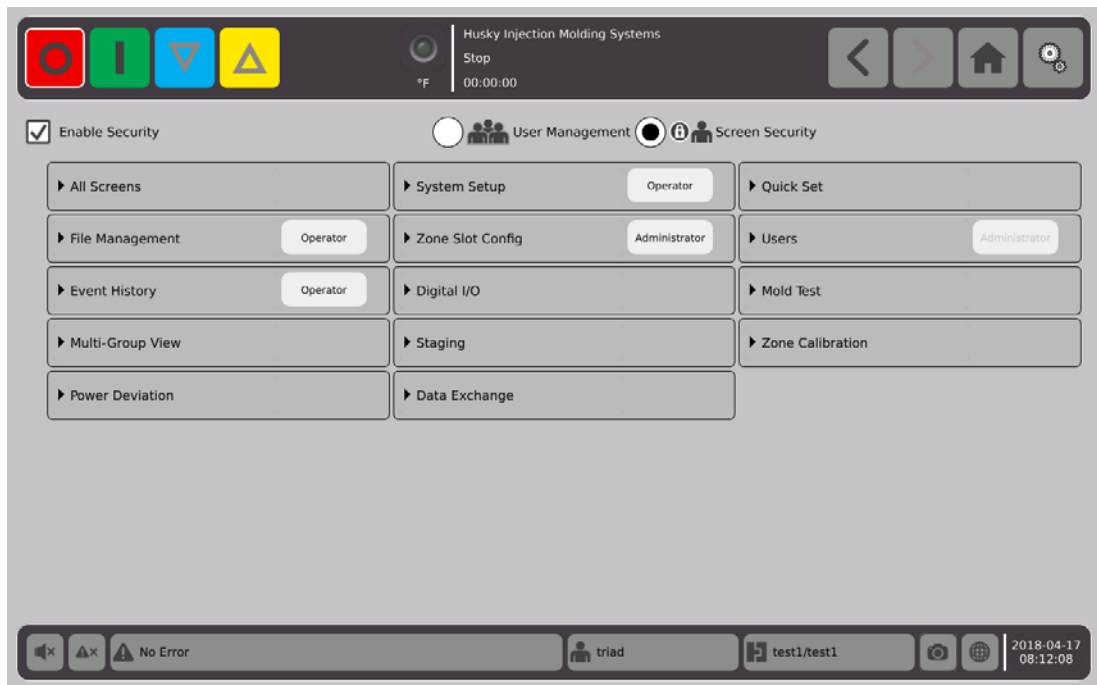 Husky Injection Molding Systems
Stop
°F 00:00:00
Enable Security
User Management
Screen Security
All Screens
System Setup Operator
Quick Set
File Management Operator
Zone Slot Config Administrator
Users Administrator
Event History Operator
Digital I/O
Mold Test
Multi-Group View
Staging
Zone Calibration
Power Deviation
Data Exchange
No Error
triad
test1/test1
2018-04-17
08:12:08